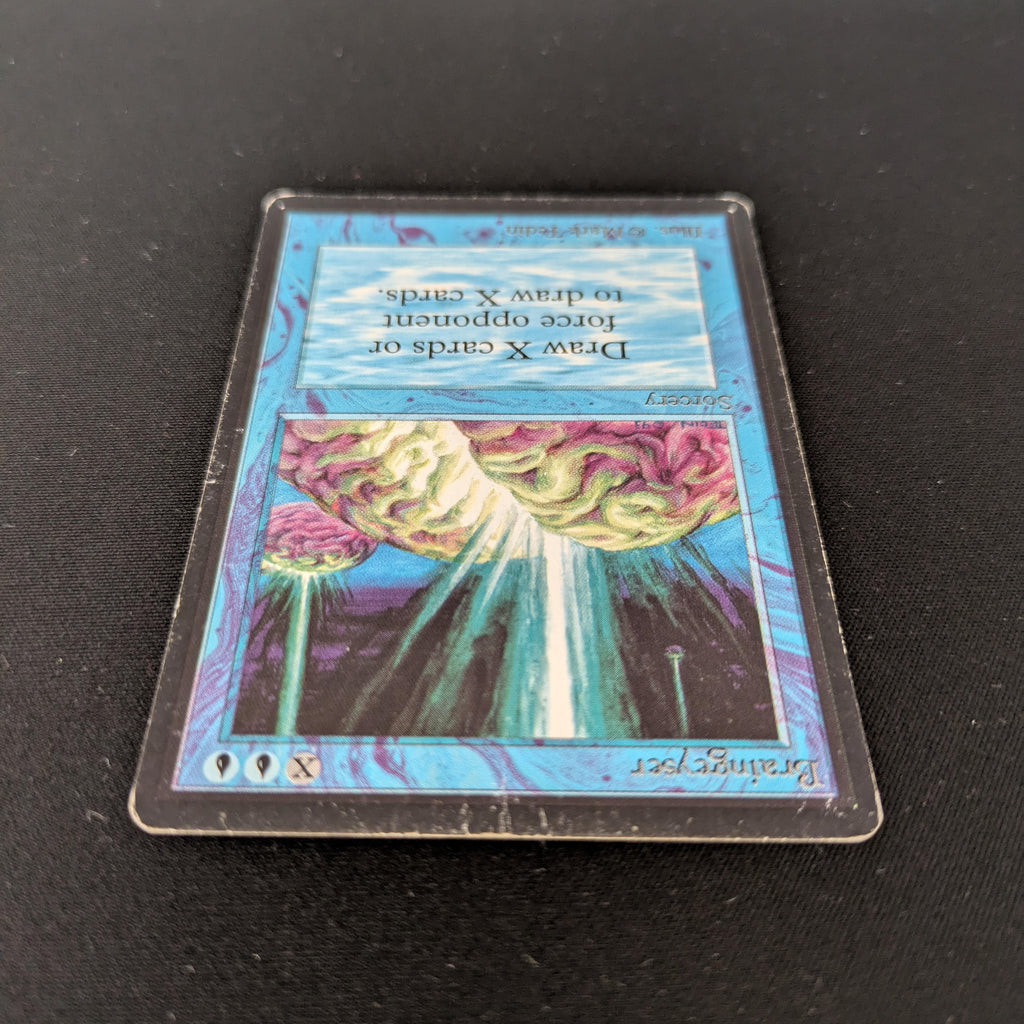 Braingeyser
X
Sorcery
Draw X cards or
force opponent
to draw X cards.
Illus. © Mark Tedin